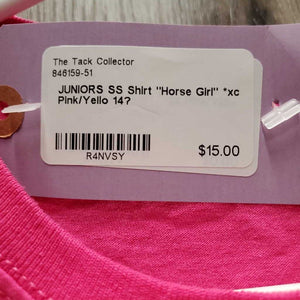 The Tack Collector
846159-51
JUNIORS SS Shirt "Horse Girl" *xc
Pink/Yello 14?
R4NVSY
$15.00